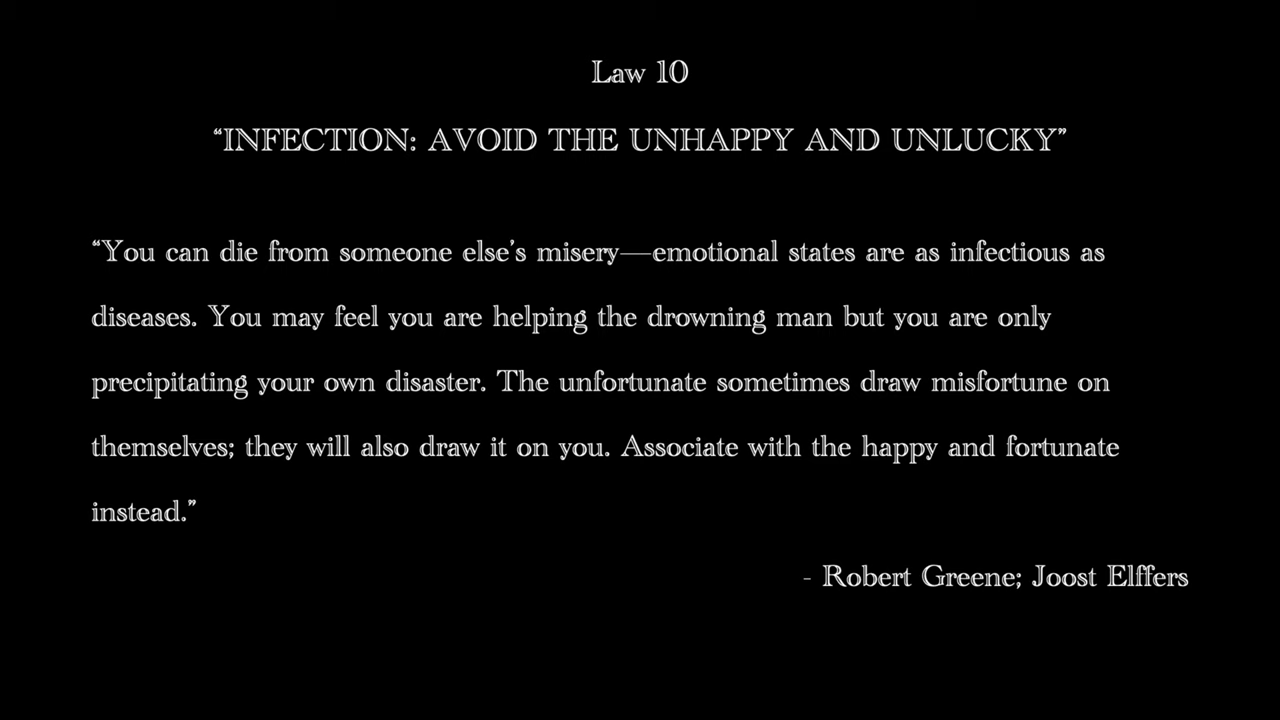 Law 10
“INFECTION: AVOID THE UNHAPPY AND UNLUCKY”
“You can die from someone else’s misery—emotional states are as infectious as
diseases. You may feel you are helping the drowning man but you are only
precipitating your own disaster. The unfortunate sometimes draw misfortune on
themselves; they will also draw it on you. Associate with the happy and fortunate
instead.”
- Robert Greene; Joost Elffers